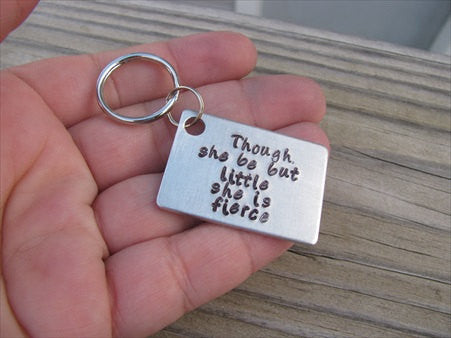 Though,
she be but
little
she is
fierce